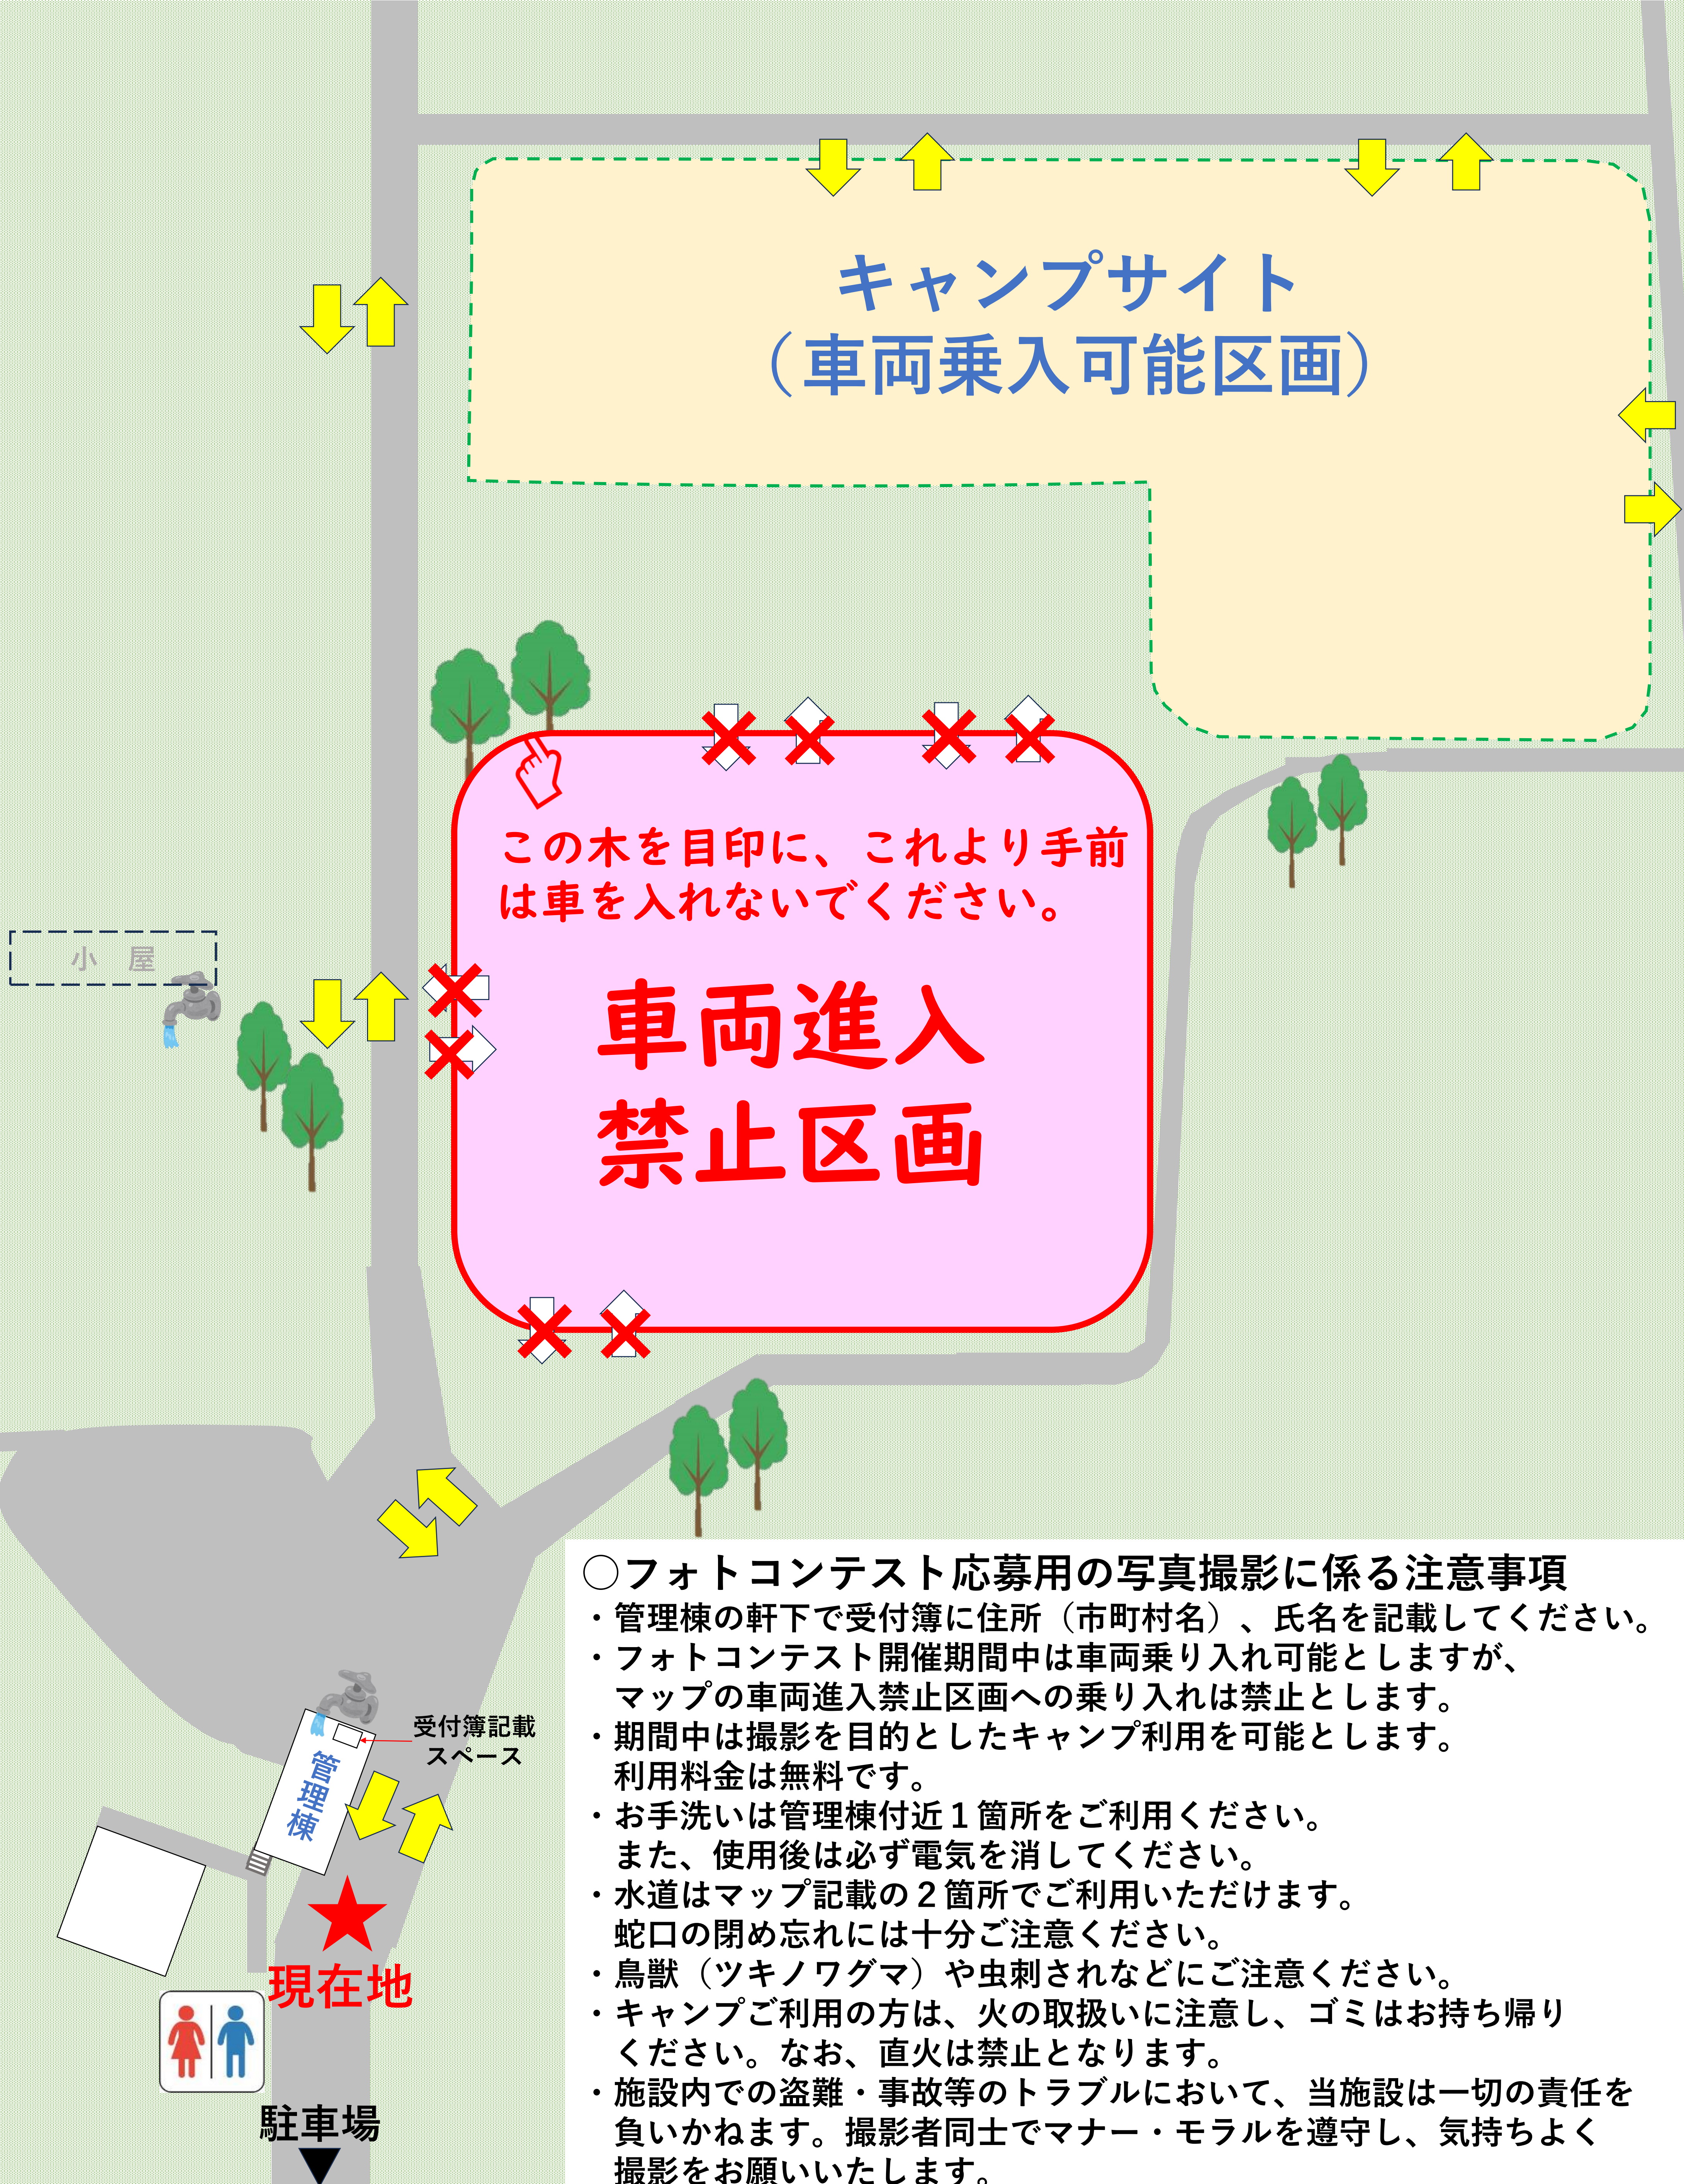 キャンプサイト
（車両乗入可能区画）
この木を目印に、これより手前
は車を入れないでください。
車両進入
禁止区画
小　屋
○フォトコンテスト応募用の写真撮影に係る注意事項
・管理棟の軒下で受付簿に住所（市町村名）、氏名を記載してください。
・フォトコンテスト開催期間中は車両乗り入れ可能としますが、
マップの車両進入禁止区画への乗り入れは禁止とします。
・期間中は撮影を目的としたキャンプ利用を可能とします。
利用料金は無料です。
・お手洗いは管理棟付近１箇所をご利用ください。
また、使用後は必ず電気を消してください。
・水道はマップ記載の２箇所でご利用いただけます。
蛇口の閉め忘れには十分ご注意ください。
・鳥獣（ツキノワグマ）や虫刺されなどにご注意ください。
・キャンプご利用の方は、火の取扱いに注意し、ゴミはお持ち帰り
ください。なお、直火は禁止となります。
・施設内での盗難・事故等のトラブルにおいて、当施設は一切の責任を
負いかねます。撮影者同士でマナー・モラルを遵守し、気持ちよく
撮影をお願いいたします。
受付簿記載
スペース
管理棟
現在地
駐車場